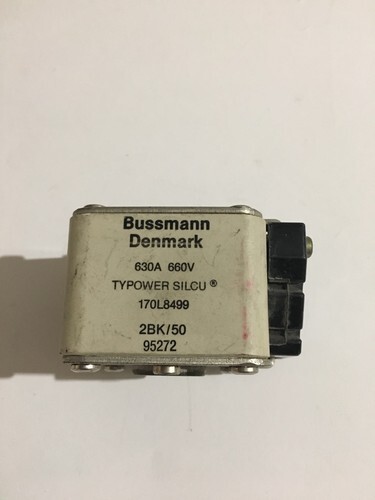 Bussmann
Denmark
630A 660V
TYPOWER SILCU ®
170L8499
2BK/50
95272